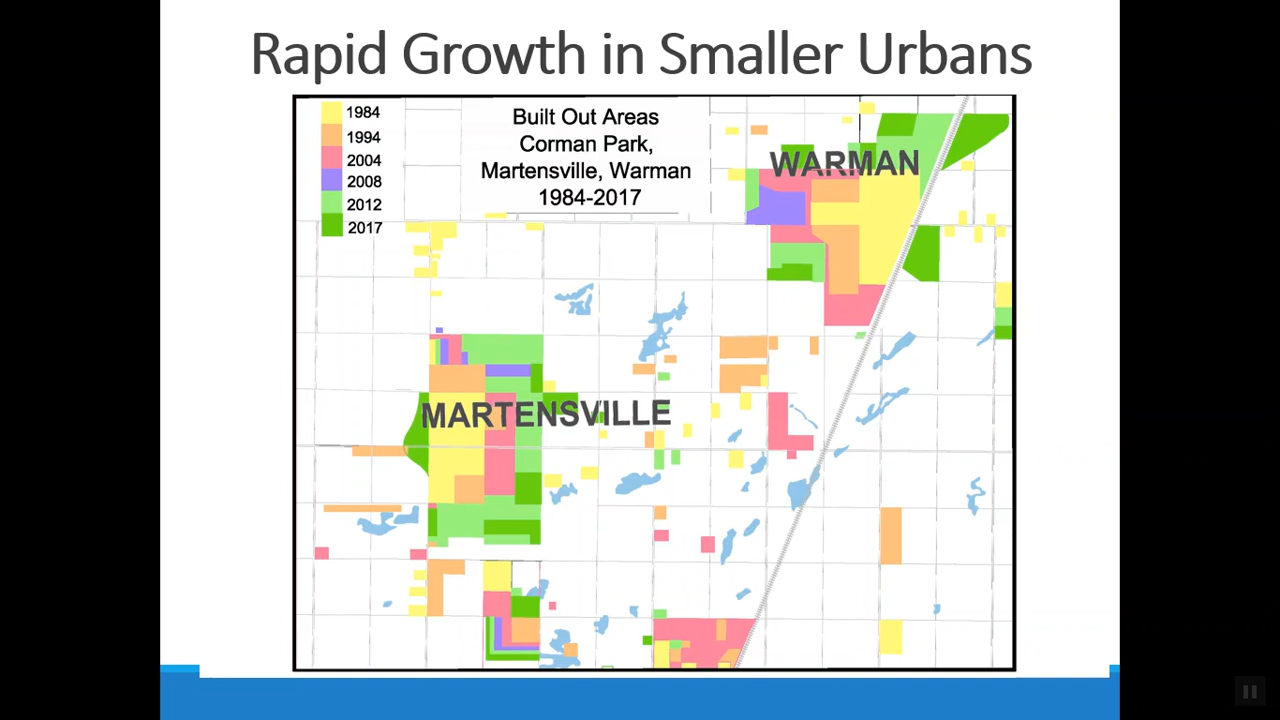 Rapid Growth in Smaller Urbans
1984
1994
2004
2008
2012
2017
Built Out Areas
Corman Park,
Martensville, Warman
1984-2017
WARMAN
MARTENSVILLE